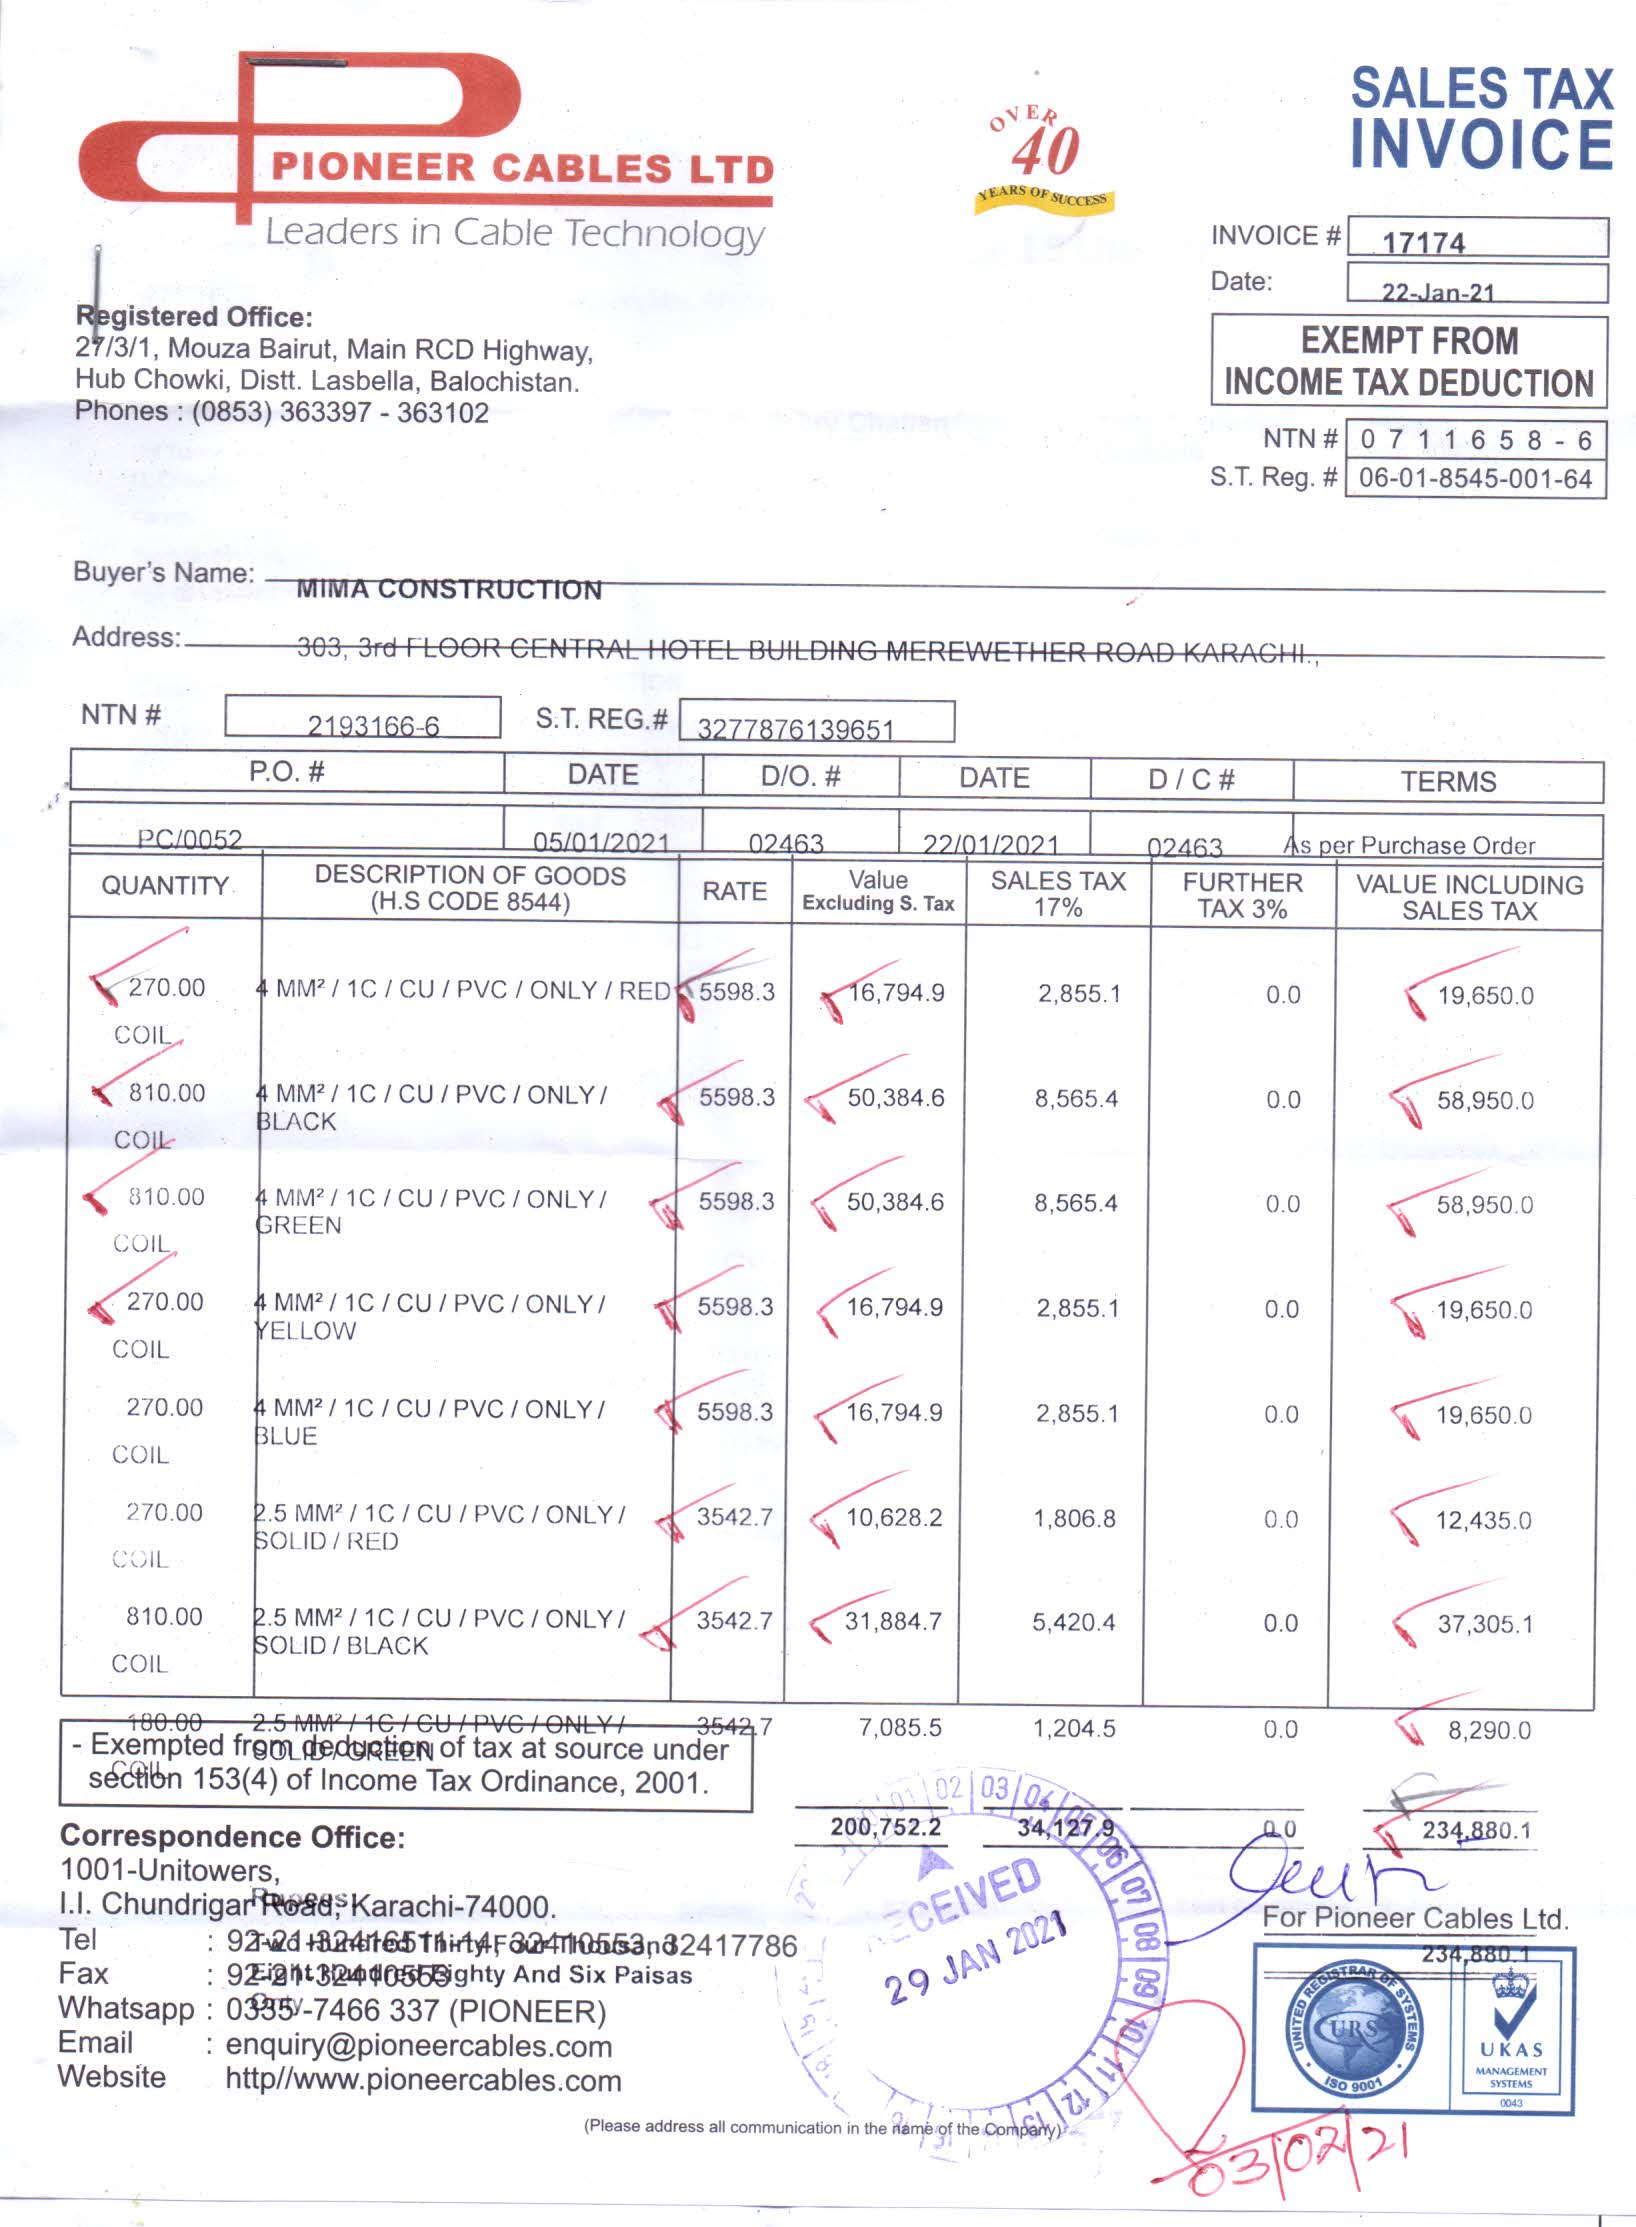 PIONEER CABLES LTD
Leaders in Cable Technology
OVER
40
YEARS OF SUCCESS
SALES TAX
INVOICE
INVOICE # 17174
Date: 22-Jan-21
EXEMPT FROM
INCOME TAX DEDUCTION
NTN # 0 7 1 1 6 5 8 - 6
S.T. Reg. # 06-01-8545-001-64
Registered Office:
27/3/1, Mouza Bairut, Main RCD Highway,
Hub Chowki, Distt. Lasbella, Balochistan.
Phones : (0853) 363397 - 363102
Buyer's Name: MIMA CONSTRUCTION
Address: 303, 3rd FLOOR CENTRAL HOTEL BUILDING MEREWETHER ROAD KARACHI.,
NTN # 2193166-6 S.T. REG.# 3277876139651
P.O. # DATE D/O. # DATE D / C # TERMS
PC/0052 05/01/2021 02463 22/01/2021 02463 As per Purchase Order
QUANTITY DESCRIPTION OF GOODS RATE Value SALES TAX FURTHER VALUE INCLUDING
(H.S CODE 8544) Excluding S. Tax 17% TAX 3% SALES TAX
270.00 4 MM² / 1C / CU / PVC / ONLY / RED 5598.3 16,794.9 2,855.1 0.0 19,650.0
COIL
810.00 4 MM² / 1C / CU / PVC / ONLY / 5598.3 50,384.6 8,565.4 0.0 58,950.0
BLACK
COIL
810.00 4 MM² / 1C / CU / PVC / ONLY / 5598.3 50,384.6 8,565.4 0.0 58,950.0
GREEN
COIL
270.00 4 MM² / 1C / CU / PVC / ONLY / 5598.3 16,794.9 2,855.1 0.0 19,650.0
YELLOW
COIL
270.00 4 MM² / 1C / CU / PVC / ONLY / 5598.3 16,794.9 2,855.1 0.0 19,650.0
BLUE
COIL
270.00 2.5 MM² / 1C / CU / PVC / ONLY / 3542.7 10,628.2 1,806.8 0.0 12,435.0
SOLID / RED
COIL
810.00 2.5 MM² / 1C / CU / PVC / ONLY / 3542.7 31,884.7 5,420.4 0.0 37,305.1
SOLID / BLACK
COIL
180.00 2.5 MM² / 1C / CU / PVC / ONLY / 3542.7 7,085.5 1,204.5 0.0 8,290.0
SOLID / GREEN
COIL
- Exempted from deduction of tax at source under
section 153(4) of Income Tax Ordinance, 2001.
200,752.2 34,127.9 0.0 234,880.1
Correspondence Office:
1001-Unitowers,
I.I. Chundrigar Road, Karachi-74000.
Rupees:
Tel : 92-21-32416511-14, 32410553, 32417786
Two Hundred Thirty Four Thousand
Fax : 92-21-32410553
Eight Hundred Eighty And Six Paisas
Only
Whatsapp : 0335--7466 337 (PIONEER)
Email : enquiry@pioneercables.com
Website http//www.pioneercables.com
RECEIVED
29 JAN 2021
02 03 04 05 06 07 08 09 10 11 12
For Pioneer Cables Ltd.
234,880.1
UNITED REGISTRAR OF SYSTEMS
URS
ISO 9001
UKAS
MANAGEMENT
SYSTEMS
0043
(Please address all communication in the name of the Company)
03/02/21